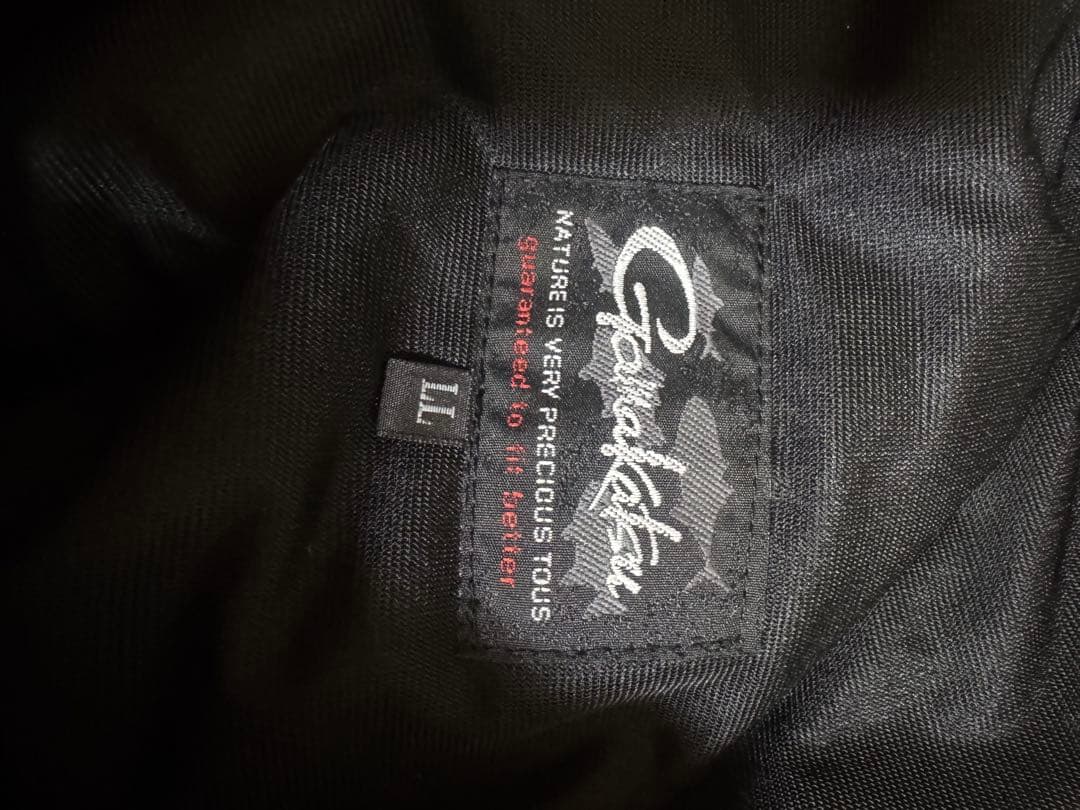 Gamakatsu
NATURE IS VERY PRECIOUS TOUS
guaranteed to fit better
LL